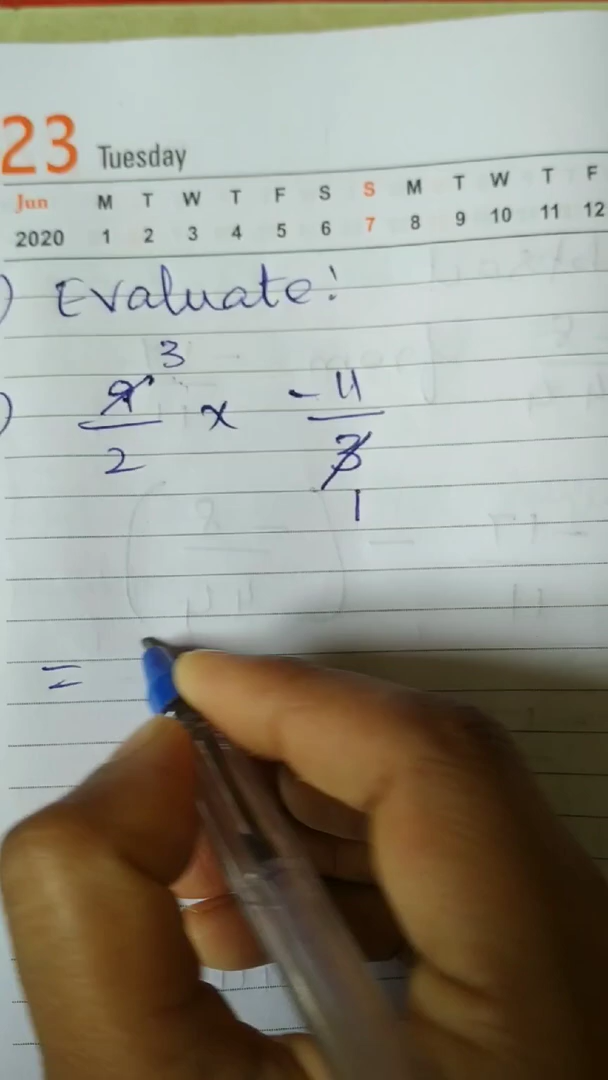 23 Tuesday
Jun M T W T F S S M T W T F
2020 1 2 3 4 5 6 7 8 9 10 11 12
) Evaluate:
3
) 9/2 x -11/3
1
=